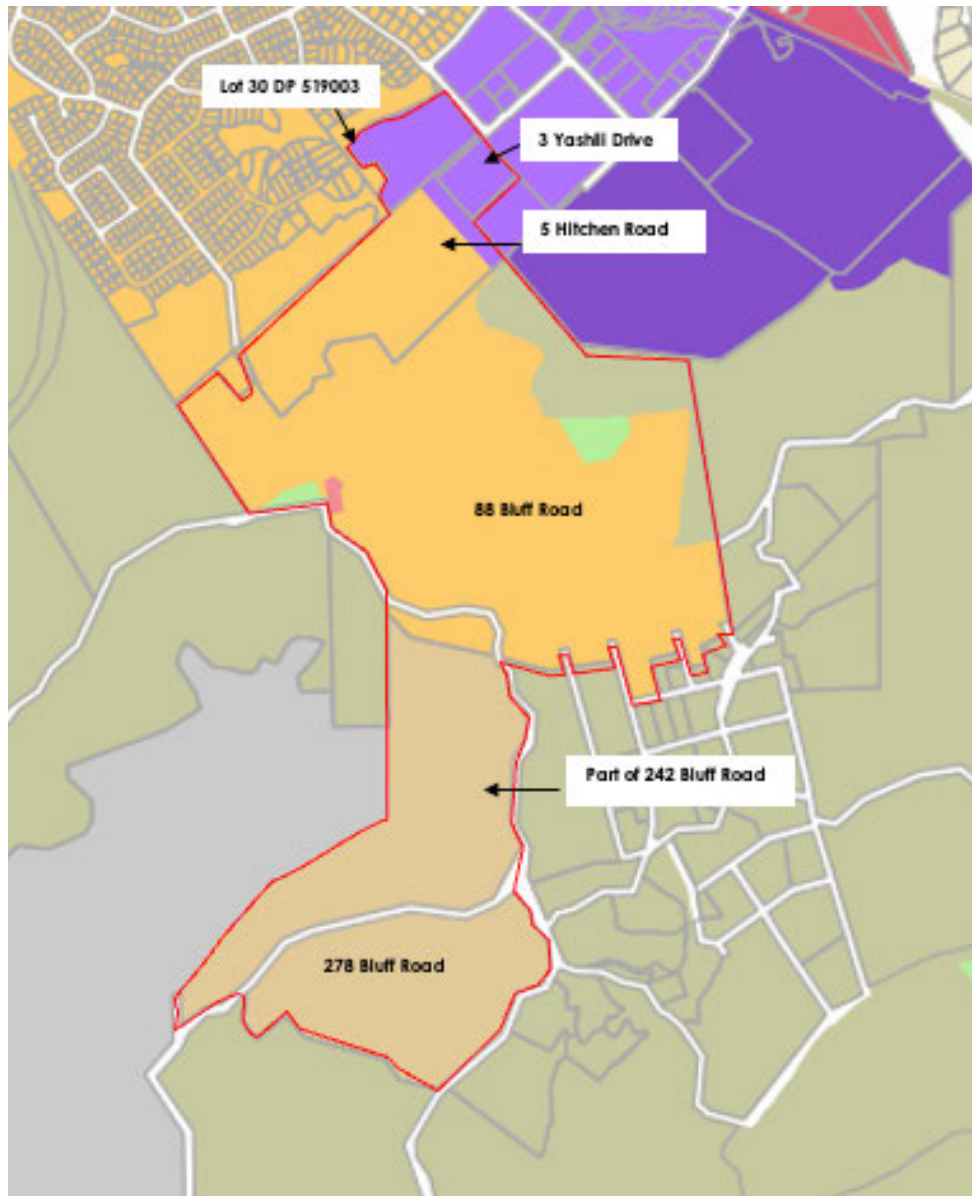 Lot 30 DP 519003
3 Yashili Drive
5 Hitchen Road
88 Bluff Road
Part of 242 Bluff Road
278 Bluff Road